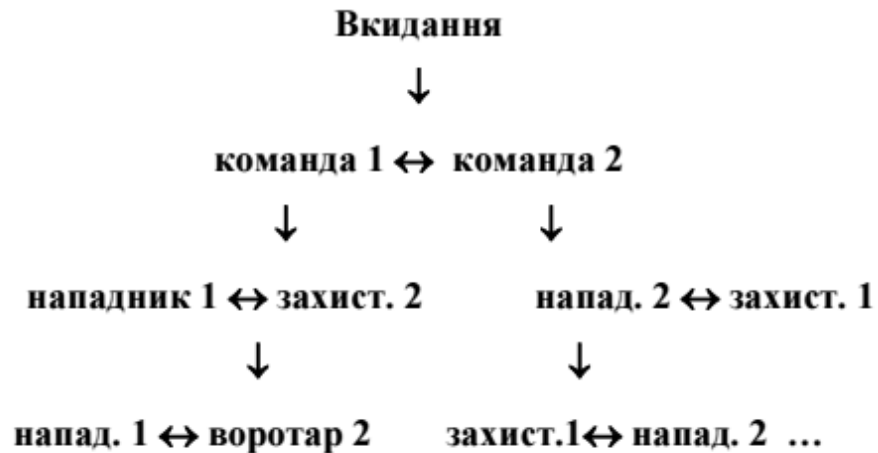 Вкидання
↓
команда 1 ↔ команда 2
↓ ↓
нападник 1 ↔ захист. 2 напад. 2 ↔ захист. 1
↓ ↓
напад. 1 ↔ воротар 2 захист.1↔ напад. 2 ...